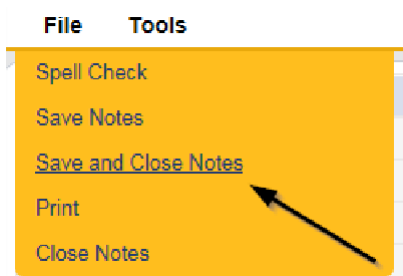 File Tools
Spell Check
Save Notes
Save and Close Notes
Print
Close Notes